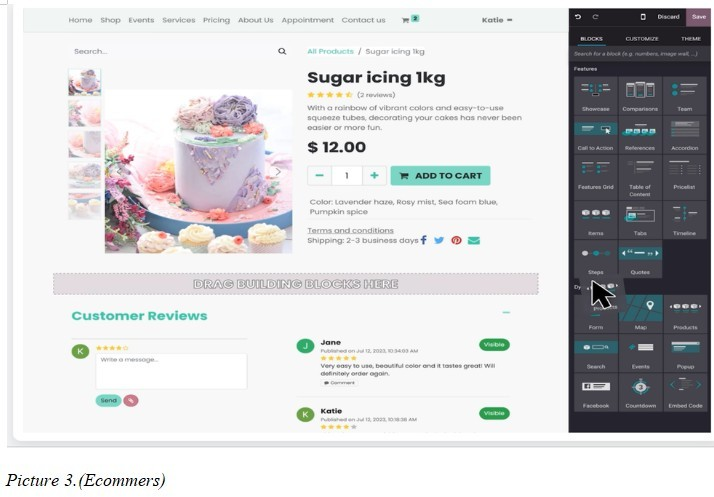 Home Shop Events Services Pricing About Us Appointment Contact us 2 Katie
Discard Save
BLOCKS CUSTOMIZE THEME
Search for a block (e.g. numbers, image wall, ...)
Search...
All Products / Sugar icing 1kg
Sugar icing 1kg
(2 reviews)
With a rainbow of vibrant colors and easy-to-use
squeeze tubes, decorating your cakes has never been
easier or more fun.
$ 12.00
− 1 +
ADD TO CART
Color: Lavender haze, Rosy mist, Sea foam blue,
Pumpkin spice
Terms and conditions
Shipping: 2-3 business days
DRAG BUILDING BLOCKS HERE
Customer Reviews
K
Write a message...
Send
J
Jane
Visible
Published on Jul 12, 2023, 10:34:03 AM
Very easy to use, beautiful color and it tastes great! Will
definitely order again.
Comment
K
Katie
Visible
Published on Jul 12, 2023, 10:18:36 AM
Features
Showcase Comparisons Team
Call to Action References Accordion
Features Grid Table of Content Pricelist
Items Tabs Timeline
Steps Quotes
Form Map Products
Search Events Popup
Facebook Countdown Embed Code
Picture 3.(Ecommers)